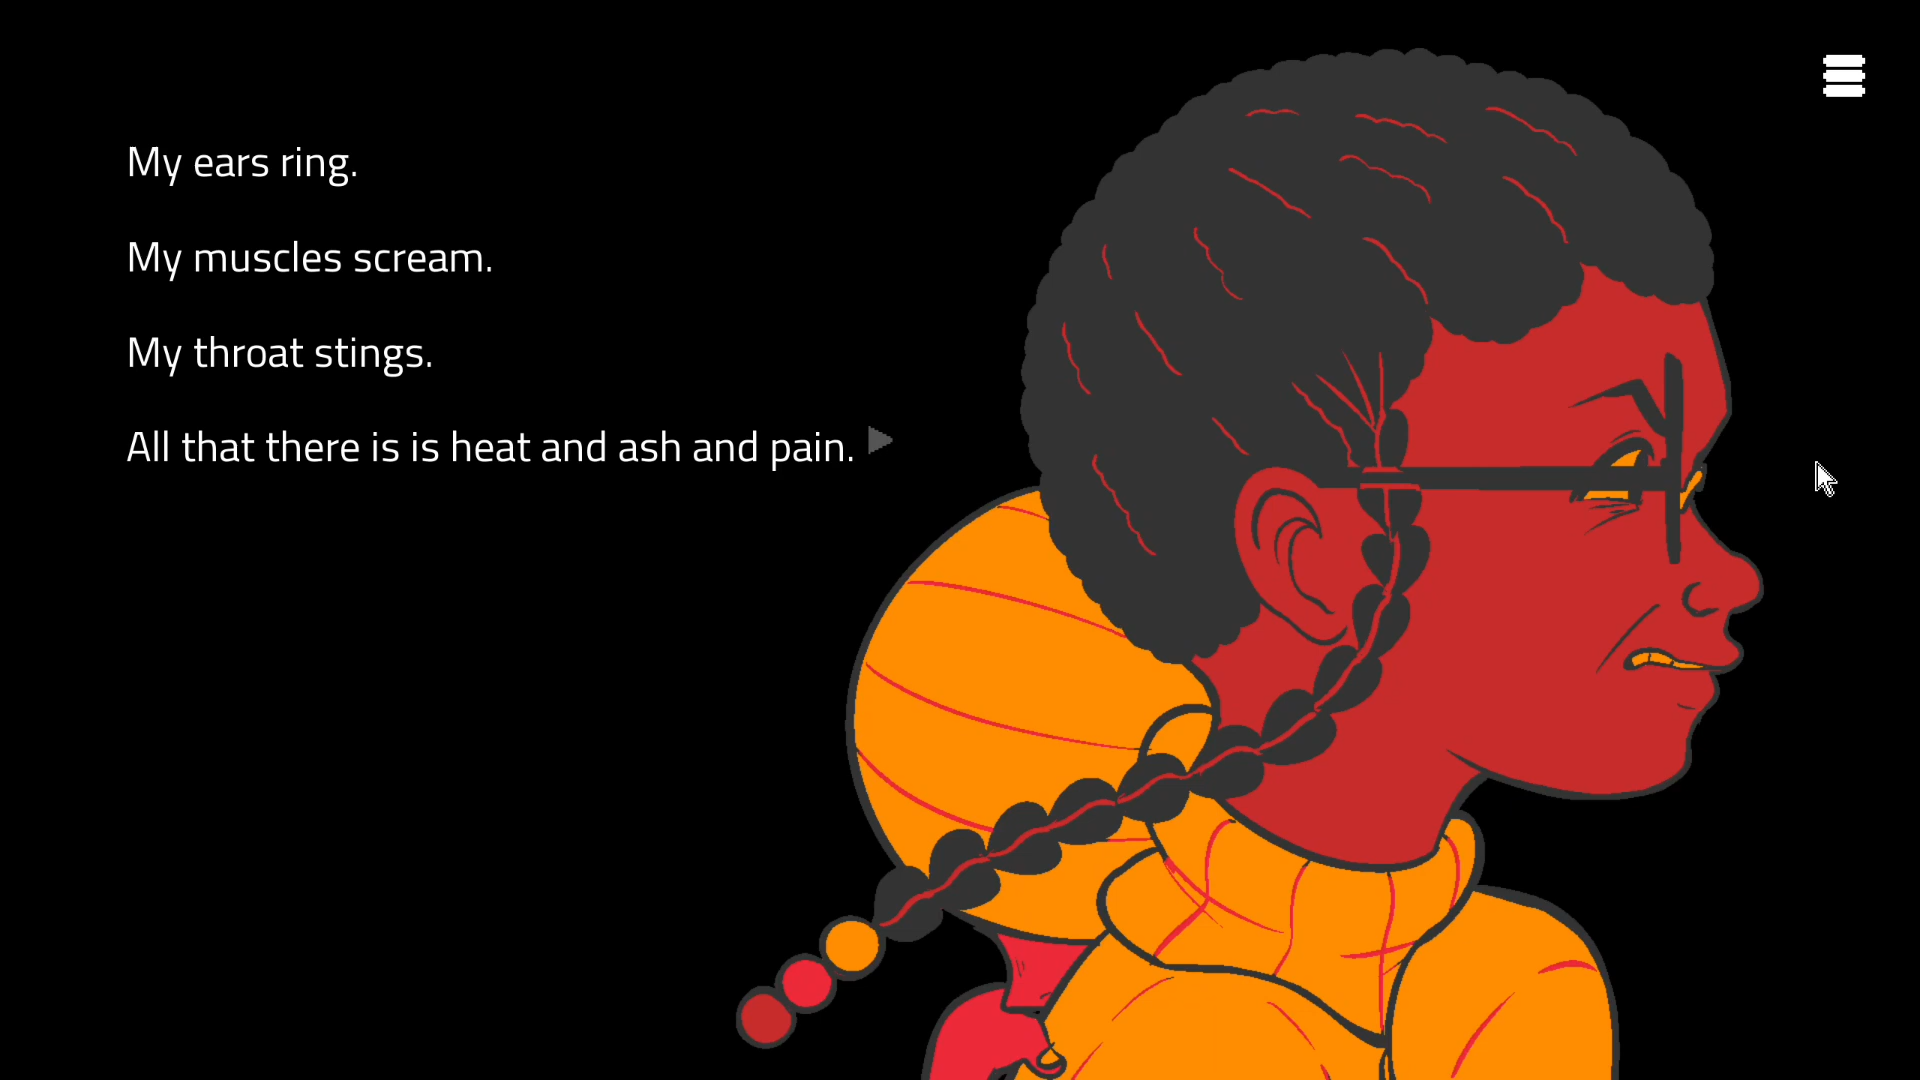 My ears ring.
My muscles scream.
My throat stings.
All that there is is heat and ash and pain.